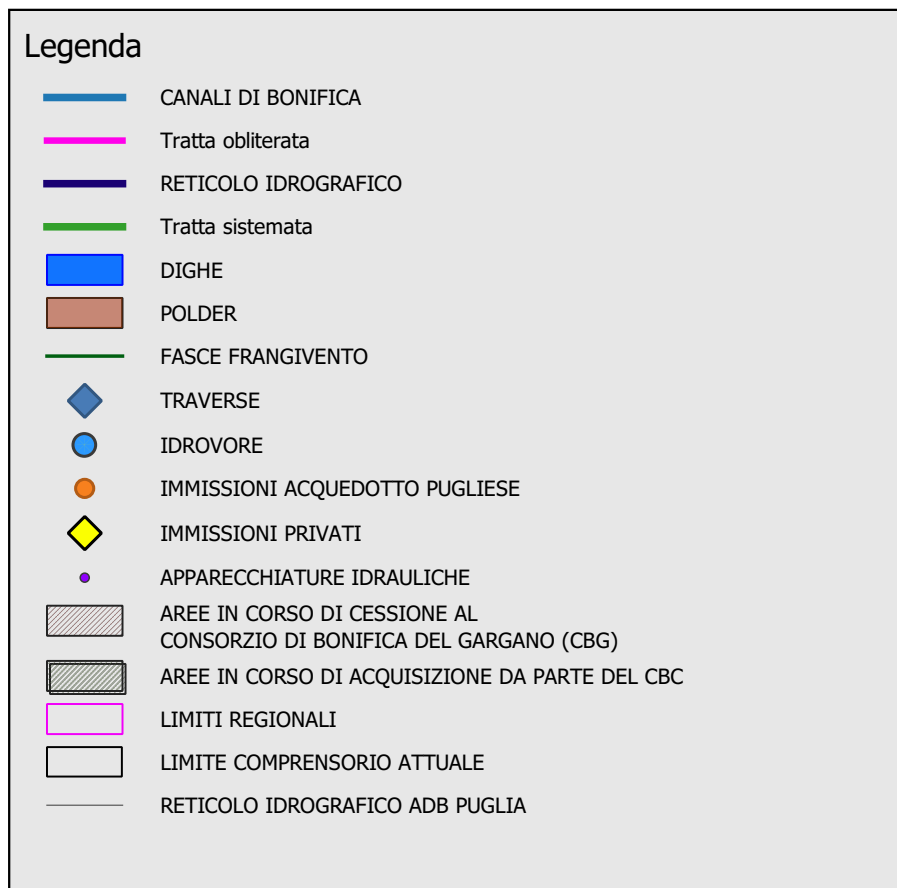 Legenda
CANALI DI BONIFICA
Tratta obliterata
RETICOLO IDROGRAFICO
Tratta sistemata
DIGHE
POLDER
FASCE FRANGIVENTO
TRAVERSE
IDROVORE
IMMISSIONI ACQUEDOTTO PUGLIESE
IMMISSIONI PRIVATI
APPARECCHIATURE IDRAULICHE
AREE IN CORSO DI CESSIONE AL
CONSORZIO DI BONIFICA DEL GARGANO (CBG)
AREE IN CORSO DI ACQUISIZIONE DA PARTE DEL CBC
LIMITI REGIONALI
LIMITE COMPRENSORIO ATTUALE
RETICOLO IDROGRAFICO ADB PUGLIA